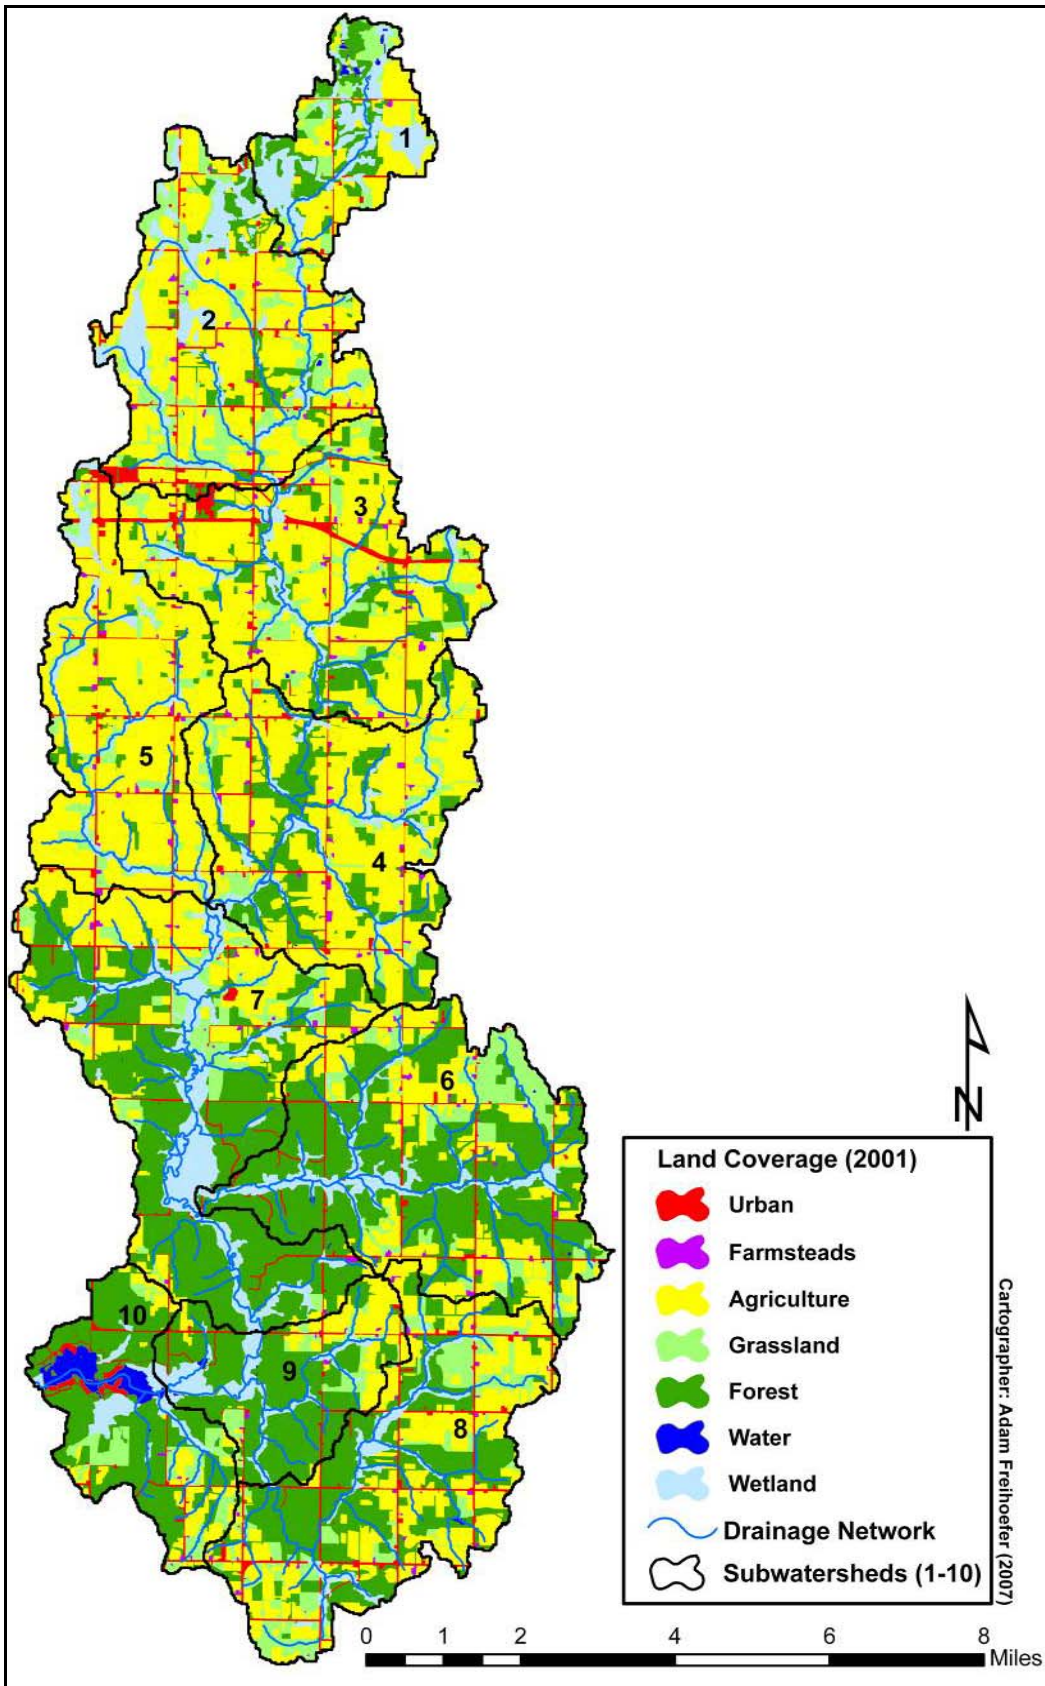 1
2
3
5
4
7
6
10
9
8
N
Land Coverage (2001)
Urban
Farmsteads
Agriculture
Grassland
Forest
Water
Wetland
Drainage Network
Subwatersheds (1-10)
Cartographer: Adam Freihoefer (2007)
0 1 2 4 6 8
Miles